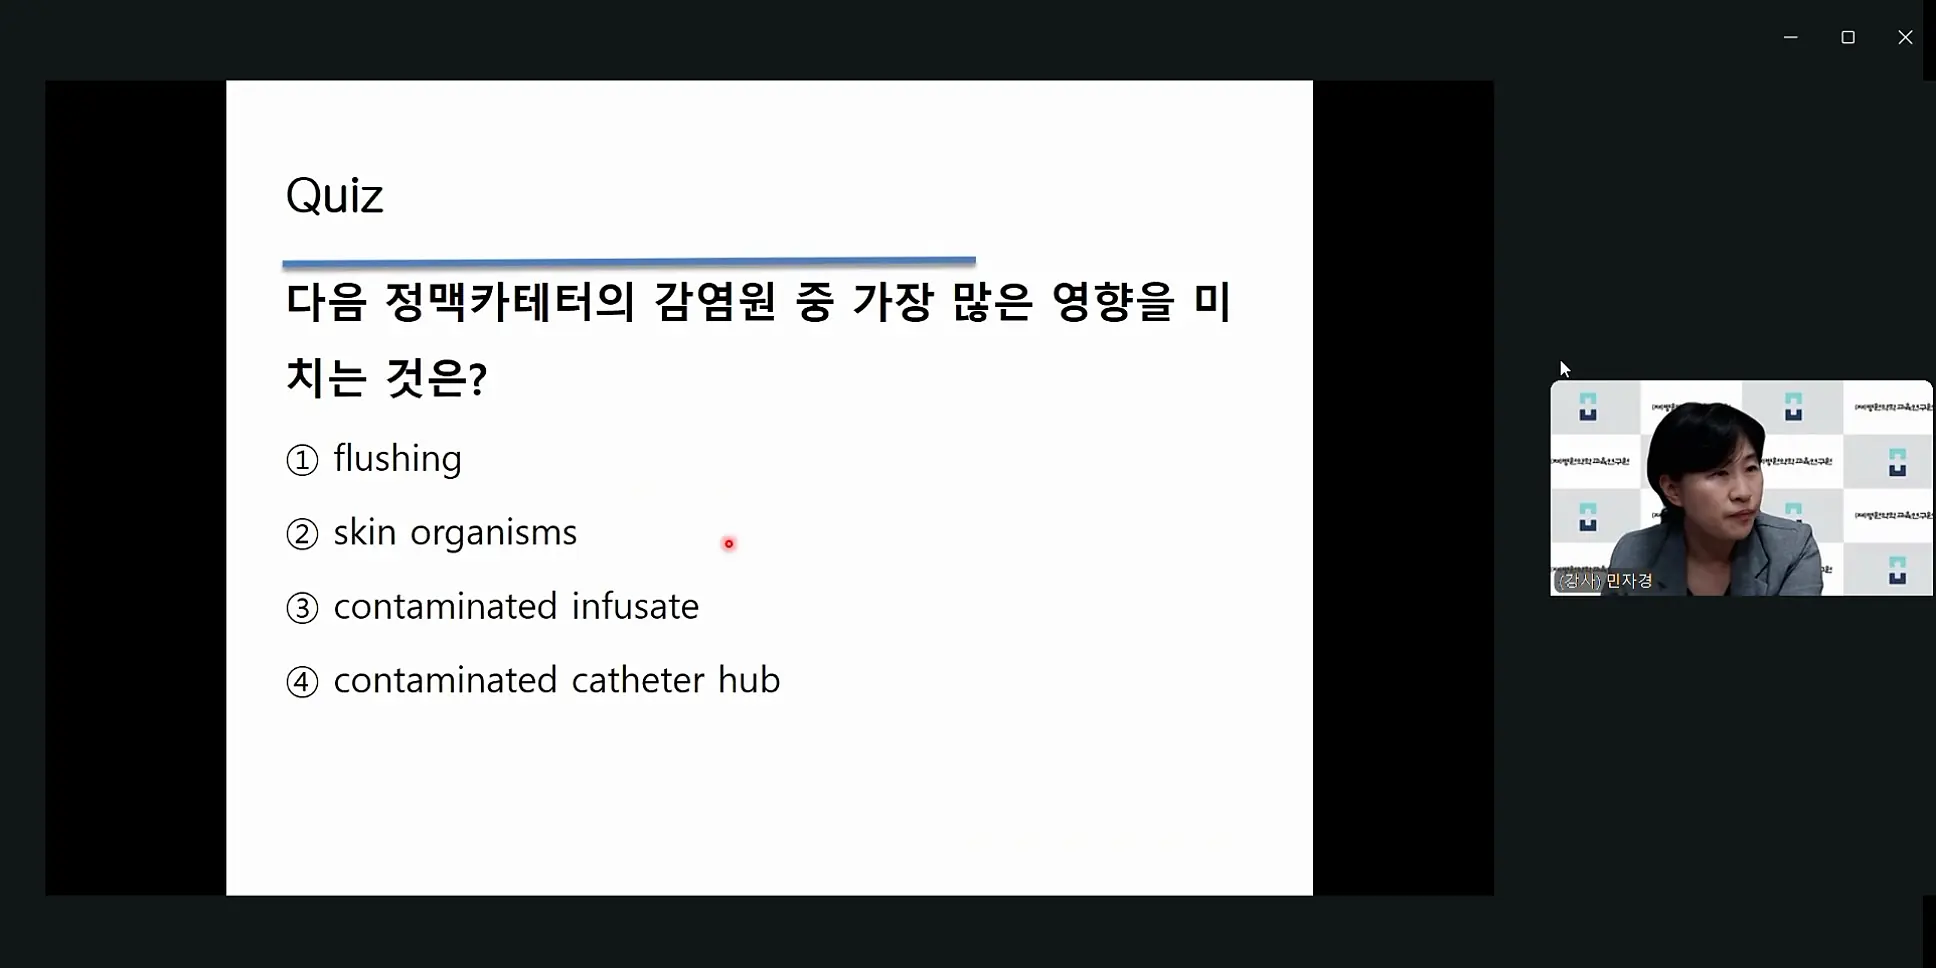 Quiz
다음 정맥카테터의 감염원 중 가장 많은 영향을 미
치는 것은?
① flushing
② skin organisms
③ contaminated infusate
④ contaminated catheter hub
(강사) 민자경